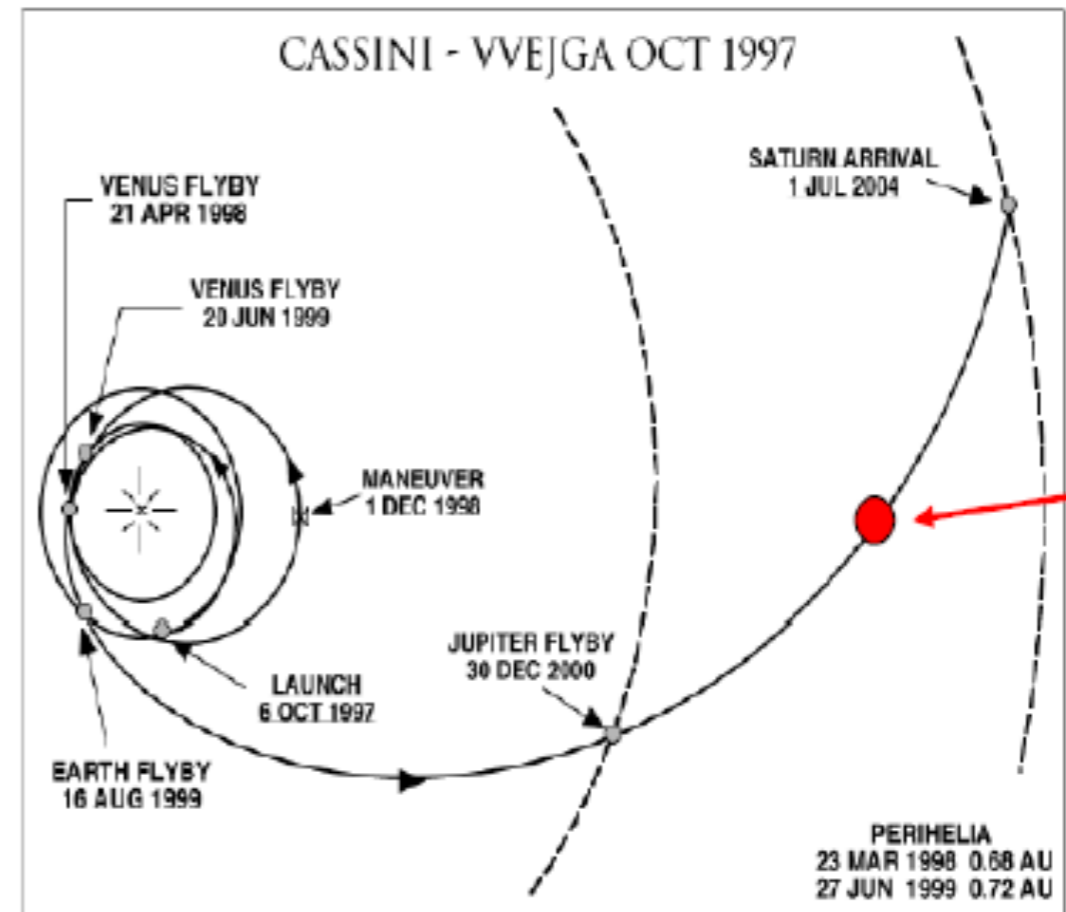 CASSINI - VVEJGA OCT 1997
SATURN ARRIVAL
1 JUL 2004
VENUS FLYBY
21 APR 1998
VENUS FLYBY
20 JUN 1999
MANEUVER
1 DEC 1998
JUPITER FLYBY
30 DEC 2000
LAUNCH
6 OCT 1997
EARTH FLYBY
16 AUG 1999
PERIHELIA
23 MAR 1998 0.68 AU
27 JUN 1999 0.72 AU